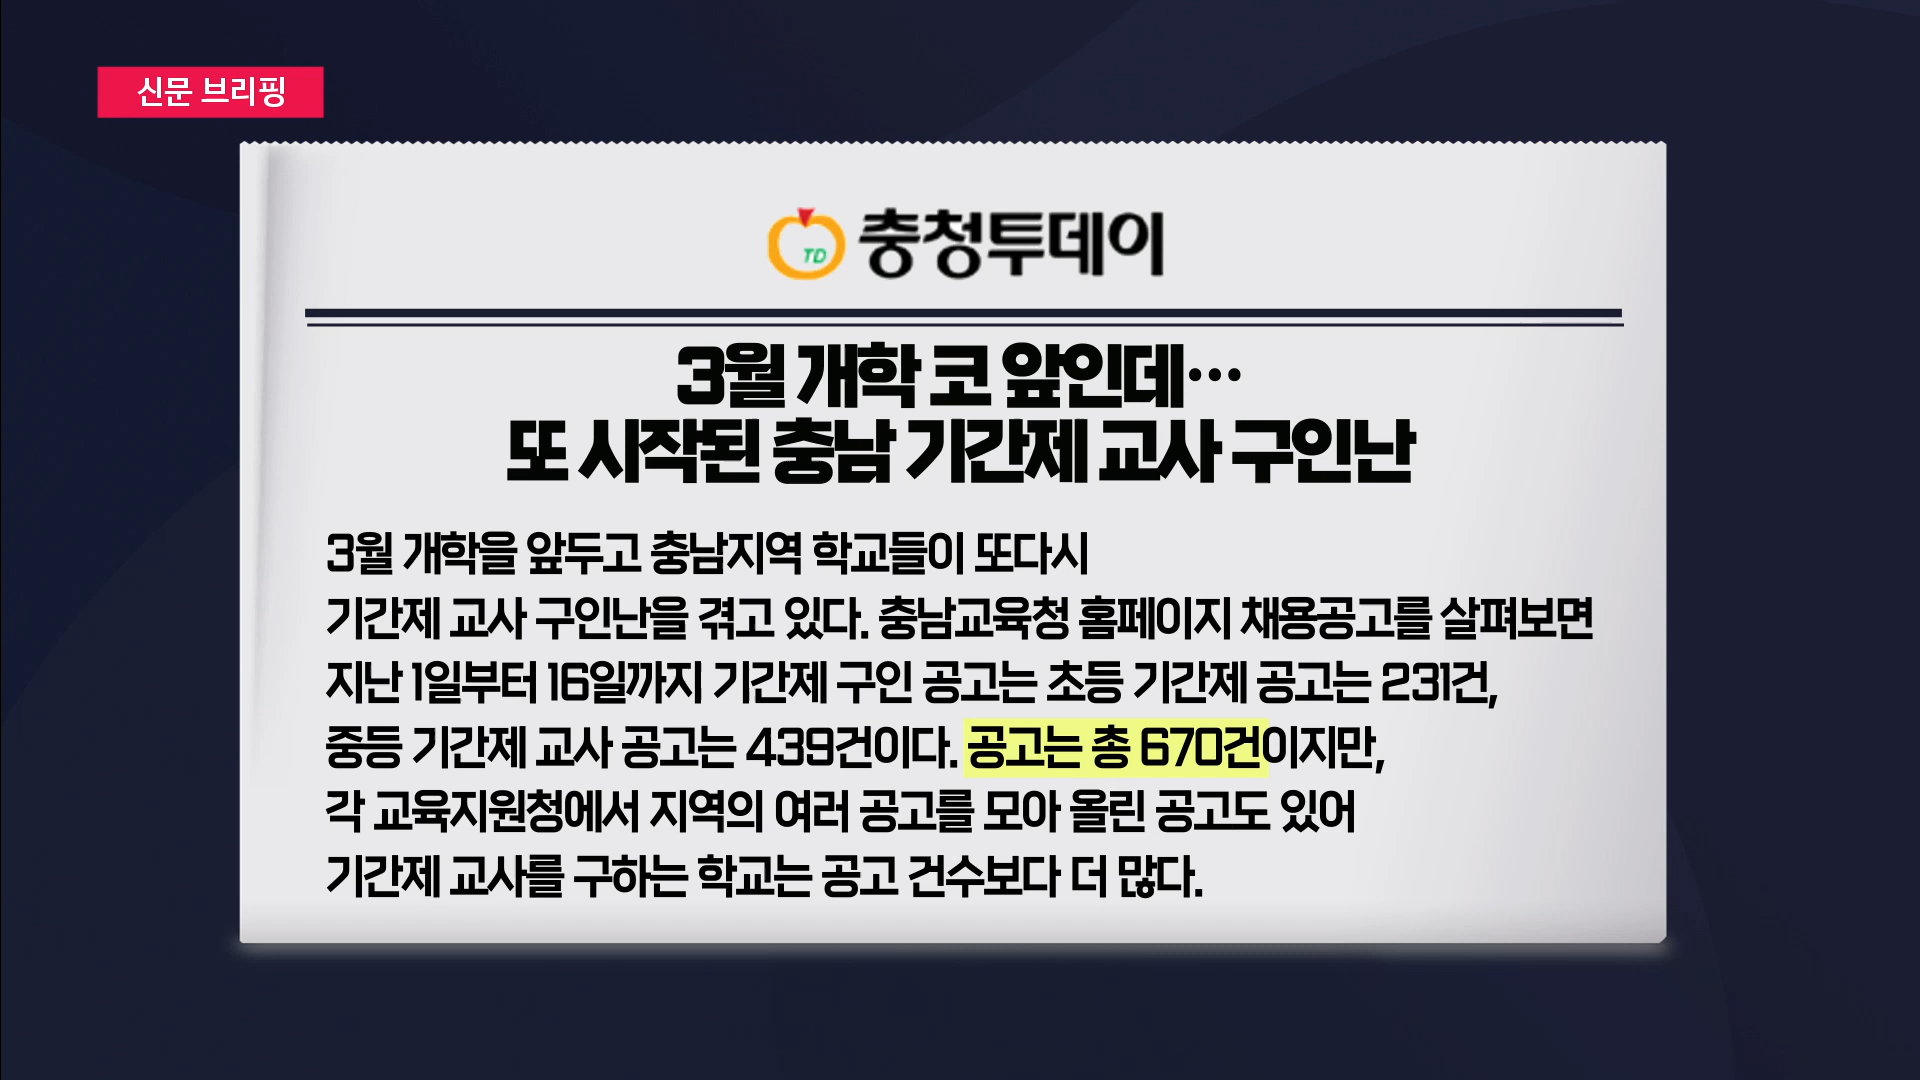 신문 브리핑
TD 충청투데이
3월 개학 코 앞인데…
또 시작된 충남 기간제 교사 구인난
3월 개학을 앞두고 충남지역 학교들이 또다시
기간제 교사 구인난을 겪고 있다. 충남교육청 홈페이지 채용공고를 살펴보면
지난 1일부터 16일까지 기간제 구인 공고는 초등 기간제 공고는 231건,
중등 기간제 교사 공고는 439건이다. 공고는 총 670건이지만,
각 교육지원청에서 지역의 여러 공고를 모아 올린 공고도 있어
기간제 교사를 구하는 학교는 공고 건수보다 더 많다.